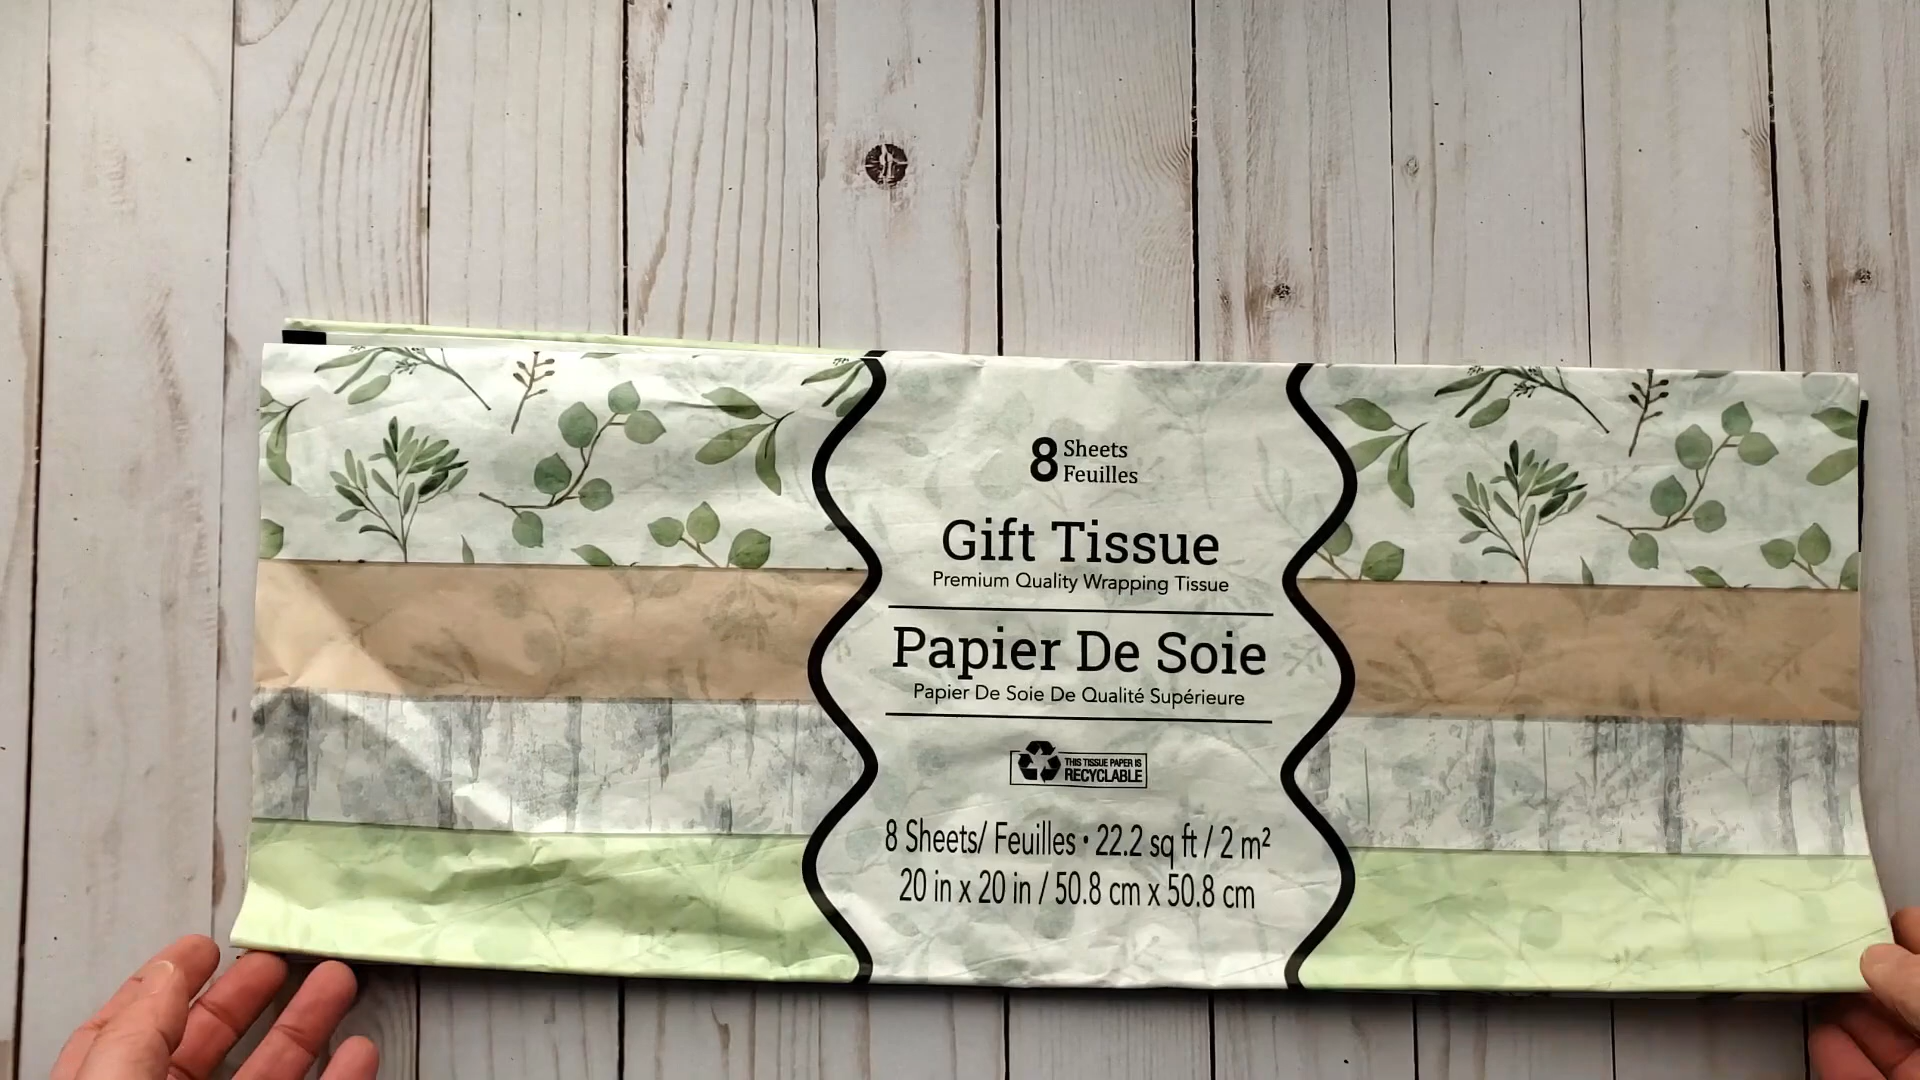 8 Sheets
Feuilles
Gift Tissue
Premium Quality Wrapping Tissue
Papier De Soie
Papier De Soie De Qualité Supérieure
THIS TISSUE PAPER IS
RECYCLABLE
8 Sheets/ Feuilles • 22.2 sq ft / 2 m²
20 in x 20 in / 50.8 cm x 50.8 cm